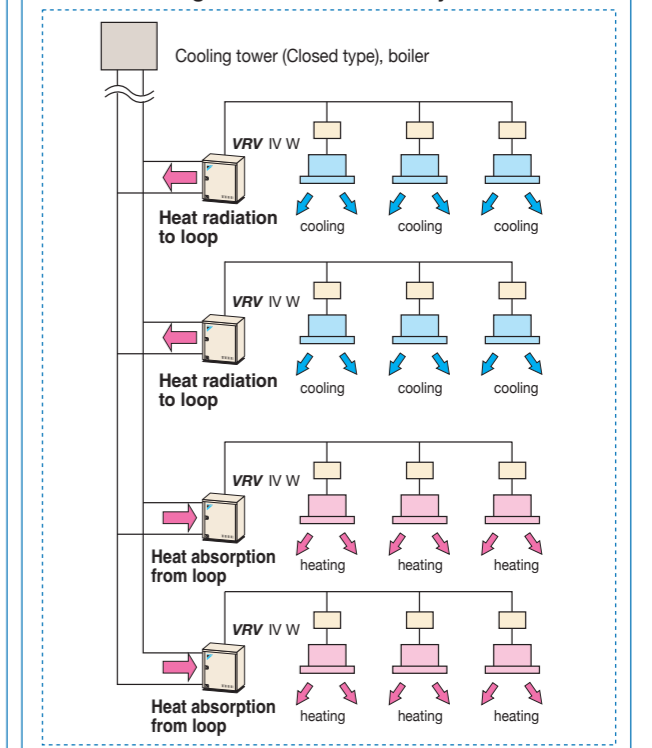 Cooling tower (Closed type), boiler
VRV IV W
Heat radiation
to loop
cooling
cooling
cooling
VRV IV W
Heat radiation
to loop
cooling
cooling
cooling
VRV IV W
Heat absorption
from loop
heating
heating
heating
VRV IV W
Heat absorption
from loop
heating
heating
heating